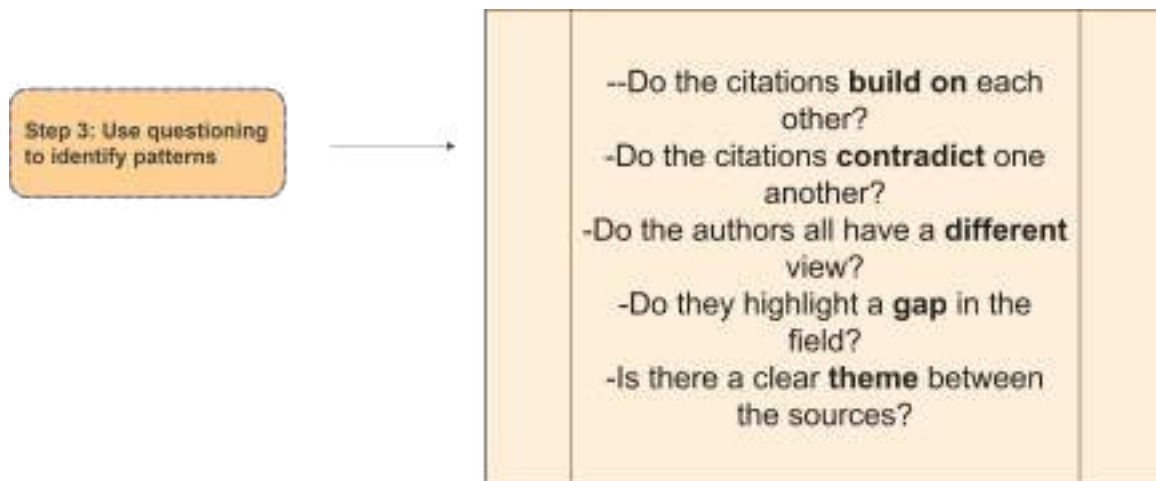 Step 3: Use questioning
to identify patterns
--Do the citations build on each
other?
-Do the citations contradict one
another?
-Do the authors all have a different
view?
-Do they highlight a gap in the
field?
-Is there a clear theme between
the sources?